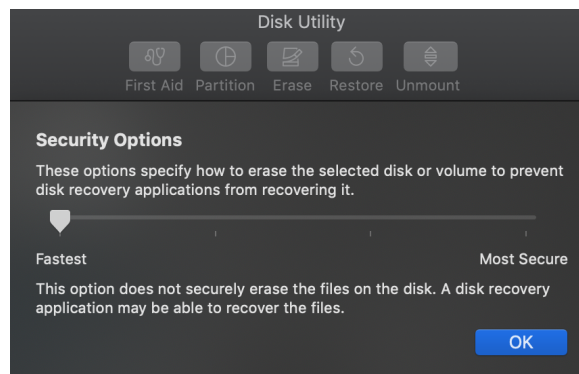 Disk Utility
First Aid Partition Erase Restore Unmount
Security Options
These options specify how to erase the selected disk or volume to prevent
disk recovery applications from recovering it.
Fastest Most Secure
This option does not securely erase the files on the disk. A disk recovery
application may be able to recover the files.
OK